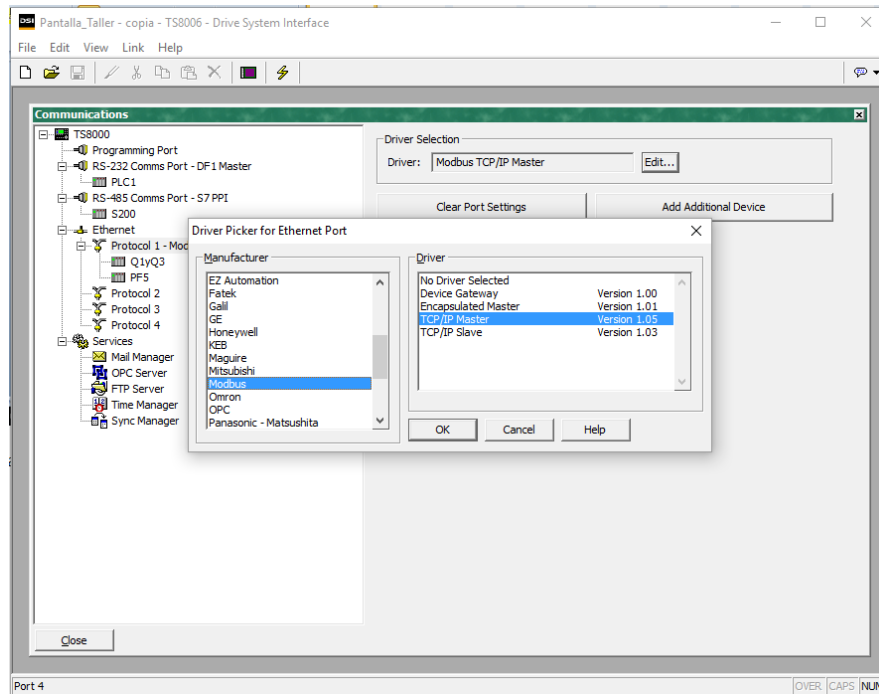 DSI Pantalla_Taller - copia - TS8006 - Drive System Interface
File Edit View Link Help
Communications
TS8000
Programming Port
RS-232 Comms Port - DF1 Master
PLC1
RS-485 Comms Port - S7 PPI
S200
Ethernet
Protocol 1 - Mod
Q1yQ3
PF5
Protocol 2
Protocol 3
Protocol 4
Services
Mail Manager
OPC Server
FTP Server
Time Manager
Sync Manager
Driver Selection
Driver: Modbus TCP/IP Master Edit...
Clear Port Settings Add Additional Device
Driver Picker for Ethernet Port
Manufacturer
EZ Automation
Fatek
Galil
GE
Honeywell
KEB
Maguire
Mitsubishi
Modbus
Omron
OPC
Panasonic - Matsushita
Driver
No Driver Selected
Device Gateway Version 1.00
Encapsulated Master Version 1.01
TCP/IP Master Version 1.05
TCP/IP Slave Version 1.03
OK Cancel Help
Close
Port 4 OVER CAPS NUM